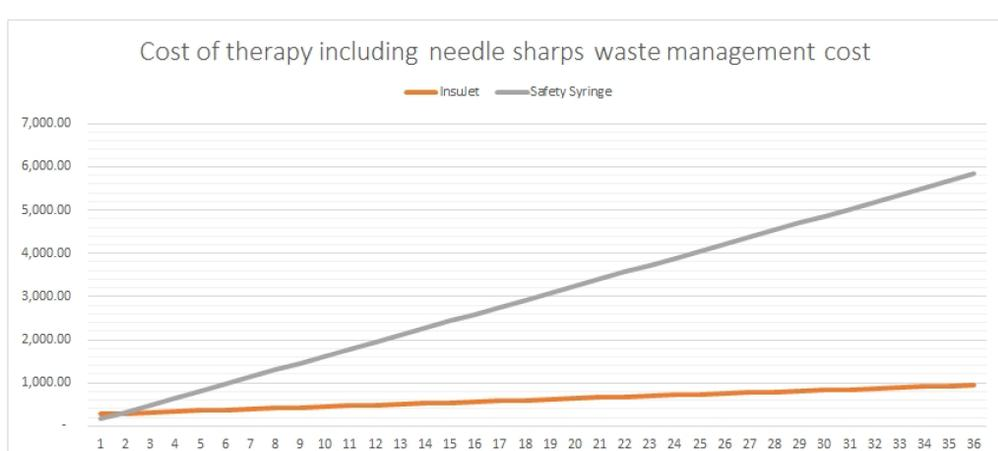 Cost of therapy including needle sharps waste management cost
InsuJet Safety Syringe
7,000.00
6,000.00
5,000.00
4,000.00
3,000.00
2,000.00
1,000.00
-
1 2 3 4 5 6 7 8 9 10 11 12 13 14 15 16 17 18 19 20 21 22 23 24 25 26 27 28 29 30 31 32 33 34 35 36